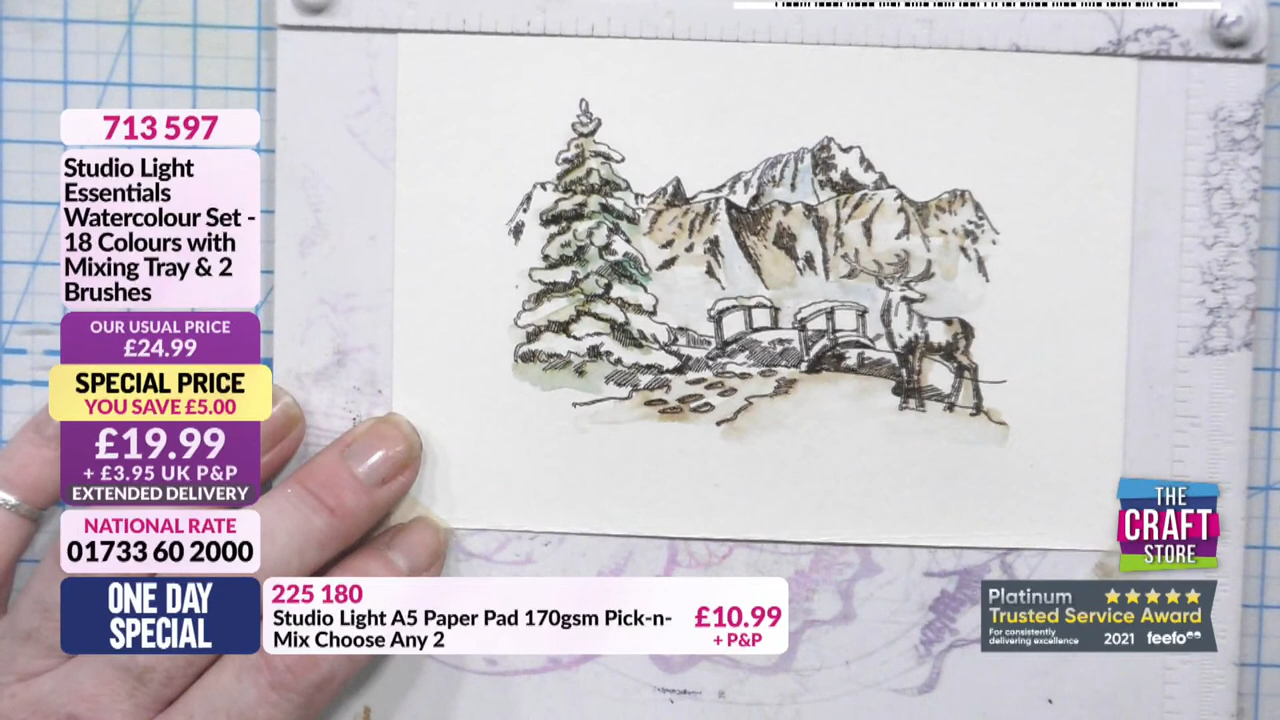 713 597
Studio Light
Essentials
Watercolour Set -
18 Colours with
Mixing Tray & 2
Brushes
OUR USUAL PRICE
£24.99
SPECIAL PRICE
YOU SAVE £5.00
£19.99
+ £3.95 UK P&P
EXTENDED DELIVERY
NATIONAL RATE
01733 60 2000
ONE DAY
SPECIAL
225 180
Studio Light A5 Paper Pad 170gsm Pick-n-
Mix Choose Any 2
£10.99
+ P&P
THE
CRAFT
STORE
Platinum
Trusted Service Award
For consistently
delivering excellence
2021 feefo